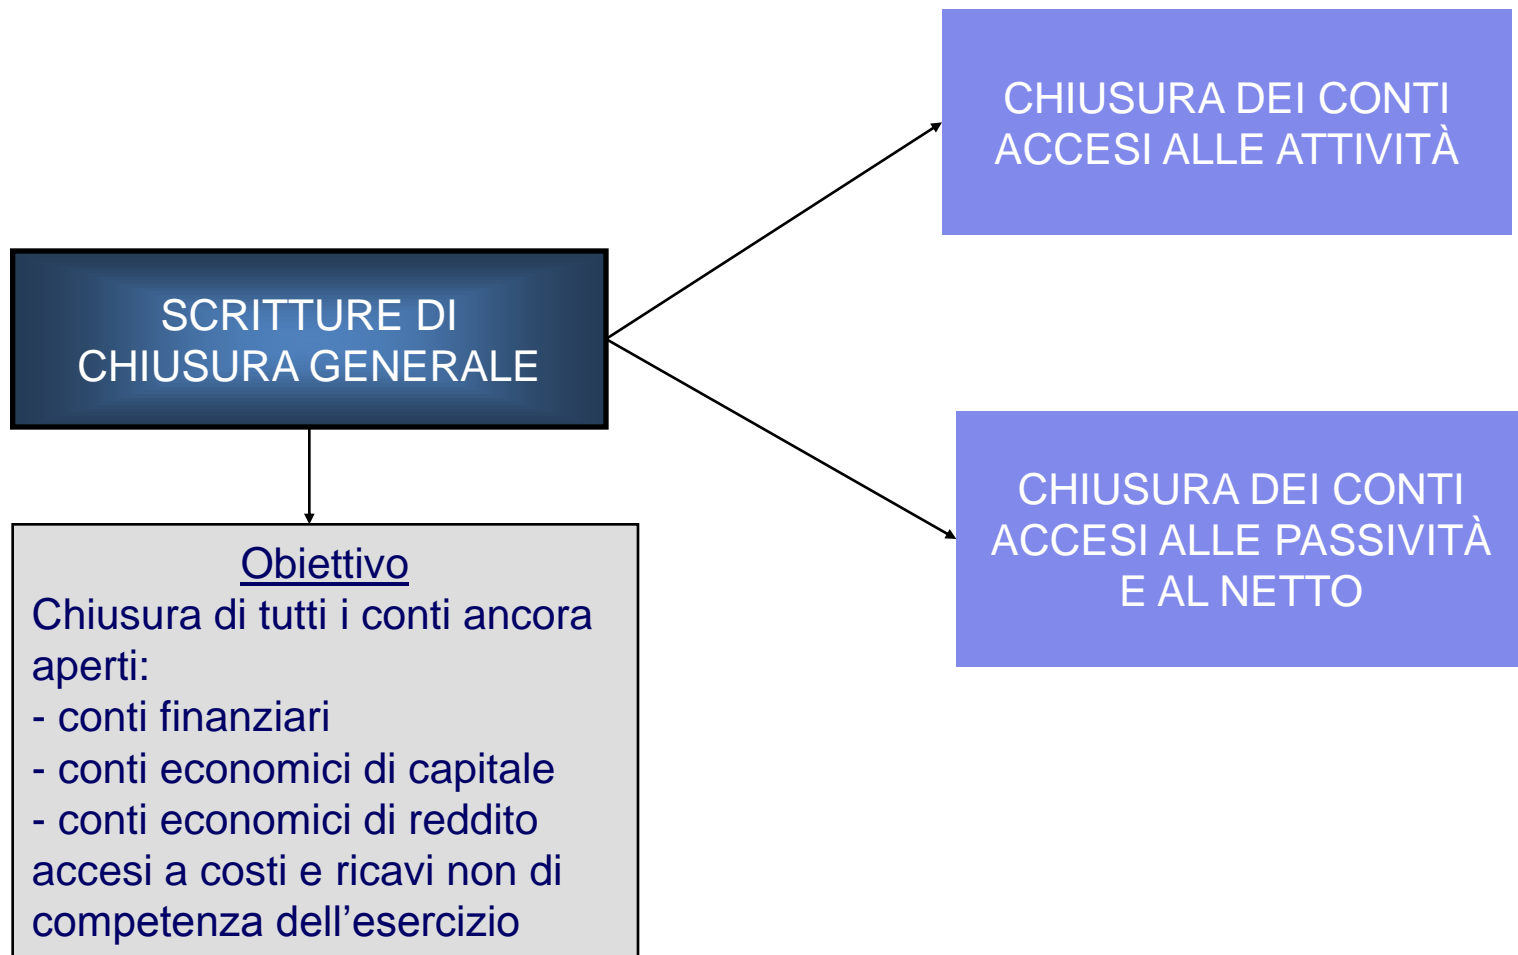 CHIUSURA DEI CONTI
ACCESI ALLE ATTIVITÀ
SCRITTURE DI
CHIUSURA GENERALE
CHIUSURA DEI CONTI
ACCESI ALLE PASSIVITÀ
E AL NETTO
Obiettivo
Chiusura di tutti i conti ancora
aperti:
- conti finanziari
- conti economici di capitale
- conti economici di reddito
accesi a costi e ricavi non di
competenza dell’esercizio